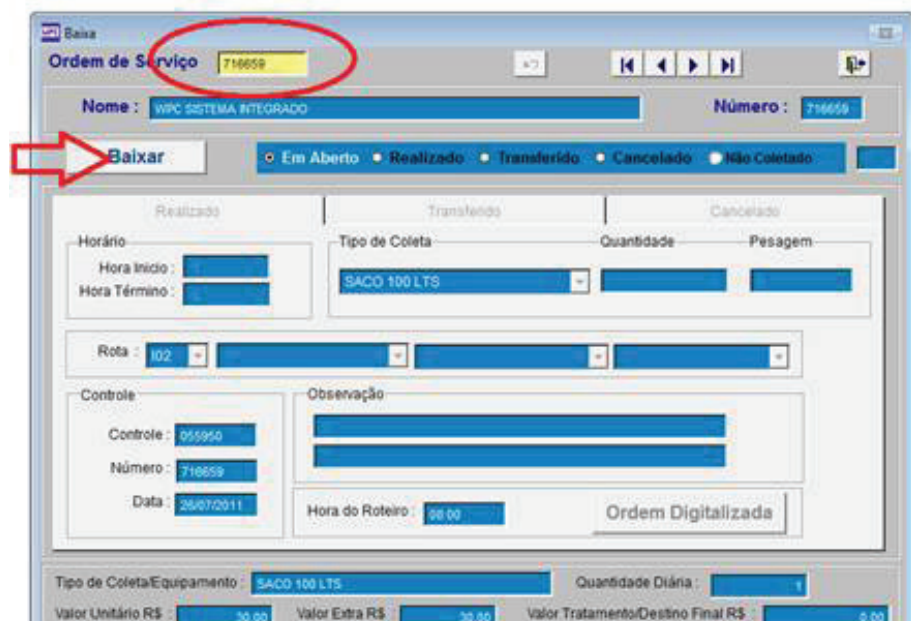 Baixa
Ordem de Serviço 716659
Nome : WPC SISTEMA INTEGRADO Número : 716659
Baixar Em Aberto Realizado Transferido Cancelado Não Coletado
Realizado Transferido Cancelado
Horário Tipo de Coleta Quantidade Pesagem
Hora Inicio :
SACO 100 LTS
Hora Término :
Rota : I02
Controle Observação
Controle : 055950
Número : 716659
Data : 26/07/2011
Hora do Roteiro : 08:00 Ordem Digitalizada
Tipo de Coleta/Equipamento : SACO 100 LTS Quantidade Diária : 1
Valor Unitário R$ : 30.00 Valor Extra R$ : 30.00 Valor Tratamento/Destino Final R$ : 0.00